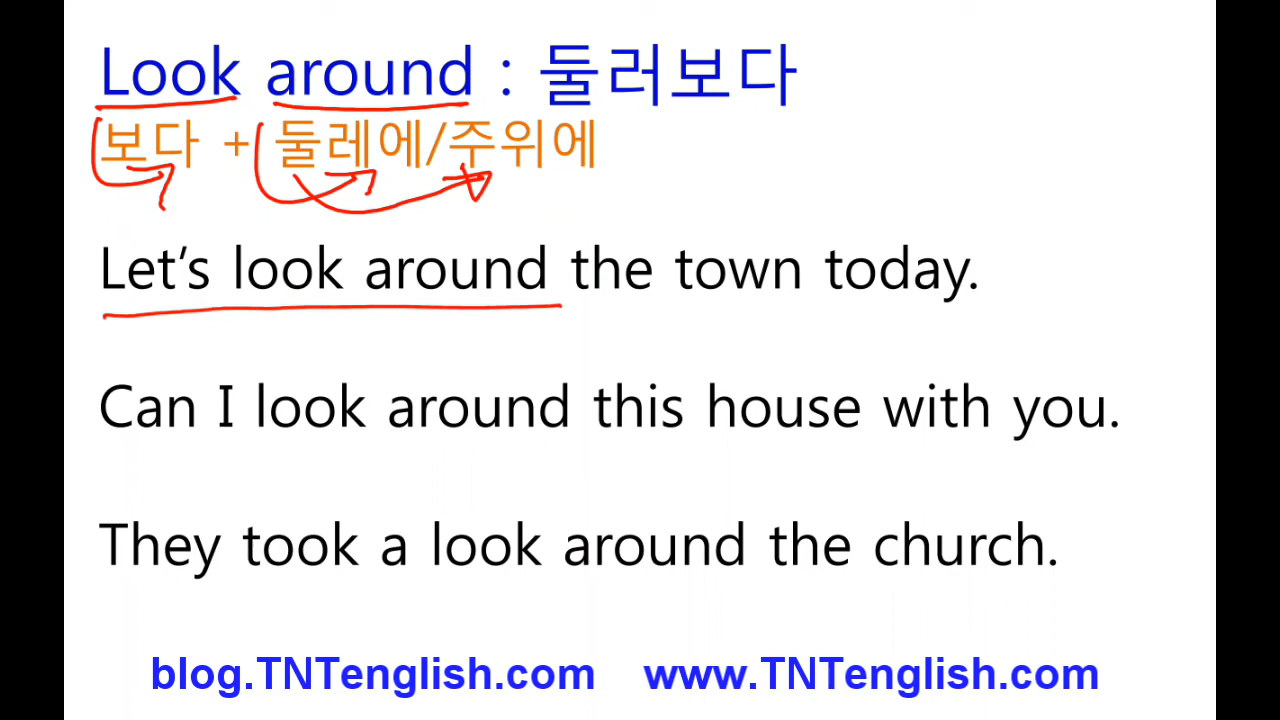 Look around : 둘러보다
보다 + 둘레에/주위에
Let's look around the town today.
Can I look around this house with you.
They took a look around the church.
blog.TNTenglish.com www.TNTenglish.com